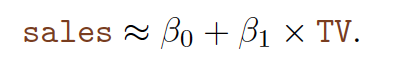 sales ≈ β₀ + β₁ × TV.